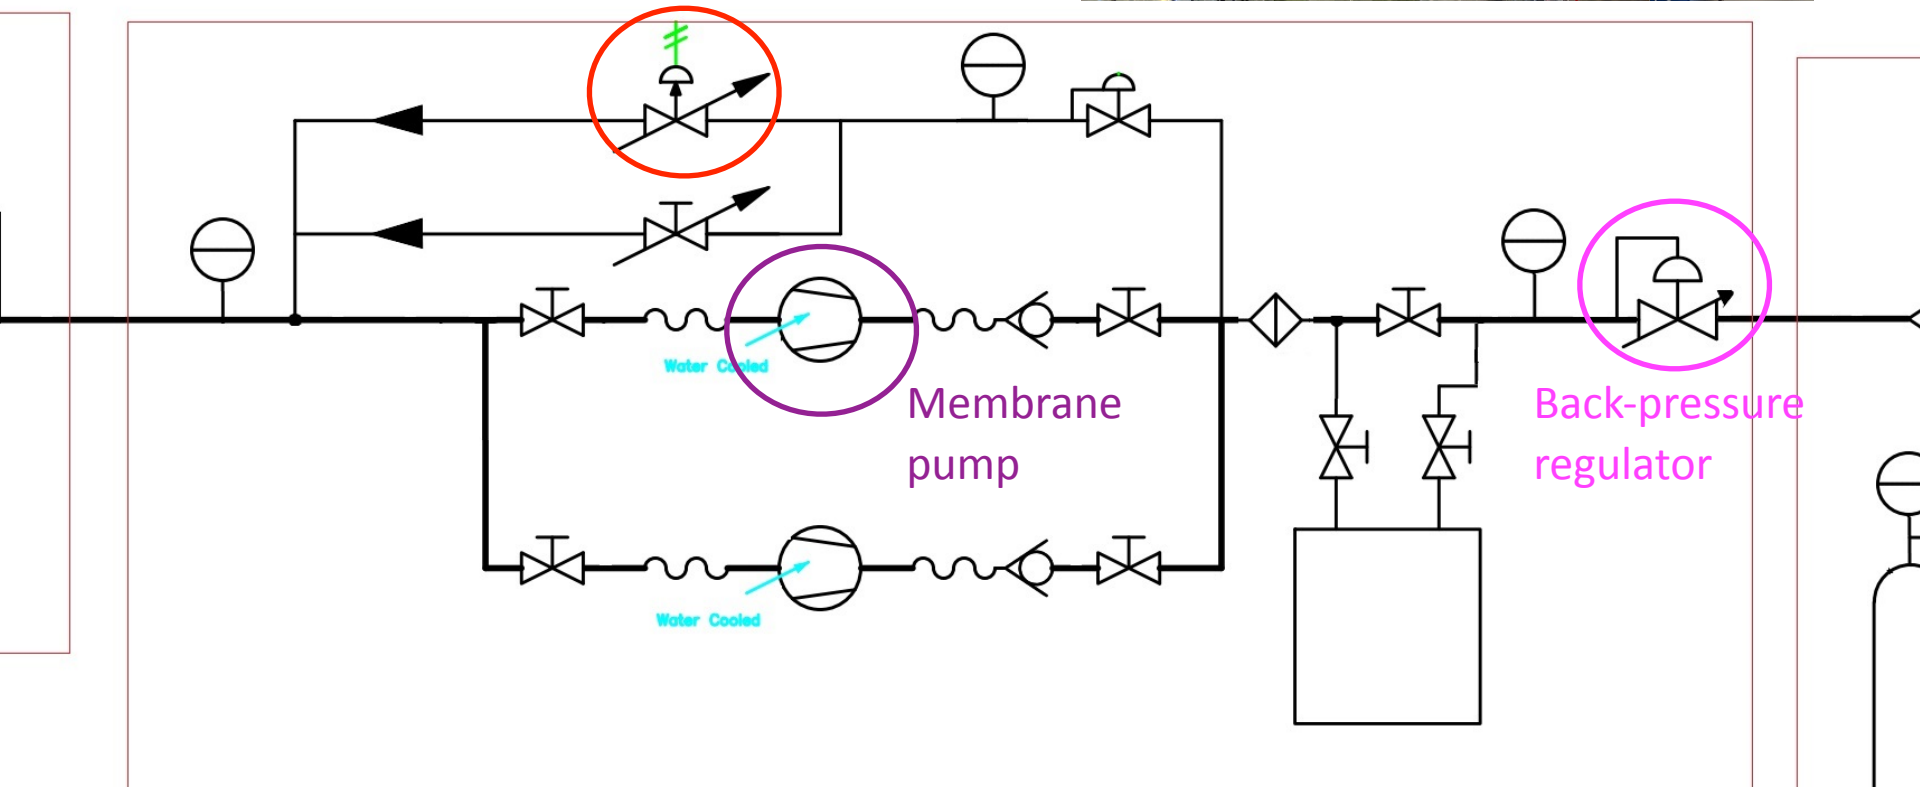 Water Cooled
Membrane
pump
Back-pressure
regulator
Water Cooled